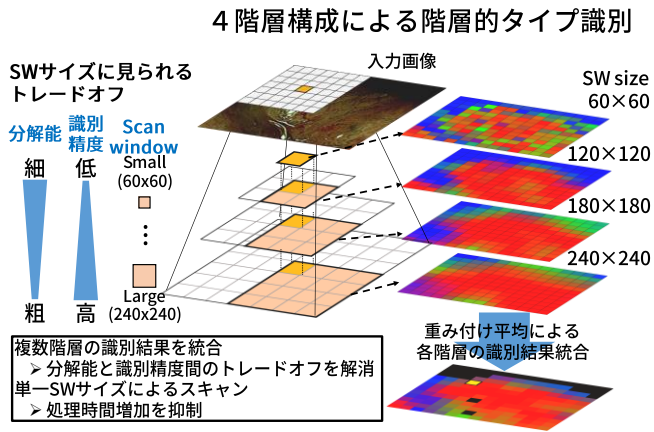 ４階層構成による階層的タイプ識別
入力画像
SWサイズに見られる
トレードオフ
分解能
識別
精度
Scan
window
細
低
Small
(60x60)
粗
高
Large
(240x240)
SW size
60×60
120×120
180×180
240×240
重み付け平均による
各階層の識別結果統合
複数階層の識別結果を統合
➢ 分解能と識別精度間のトレードオフを解消
単一SWサイズによるスキャン
➢ 処理時間増加を抑制